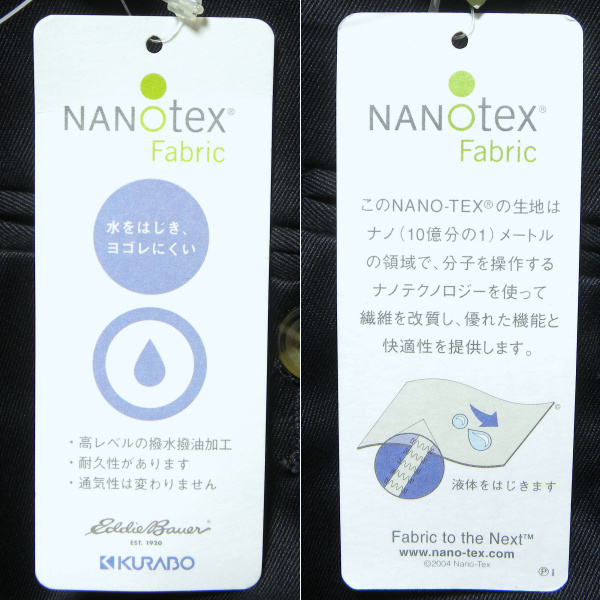 NANOtex®
Fabric
水をはじき、
ヨゴレにくい
・高レベルの撥水撥油加工
・耐久性があります
・通気性は変わりません
Eddie Bauer
EST. 1920
KURABO
NANOtex®
Fabric
このNANO-TEX®の生地は
ナノ（10億分の1）メートル
の領域で、分子を操作する
ナノテクノロジーを使って
繊維を改質し、優れた機能と
快適性を提供します。
©
液体をはじきます
Fabric to the Next™
www.nano-tex.com
©2004 Nano-Tex
Ⓟ1